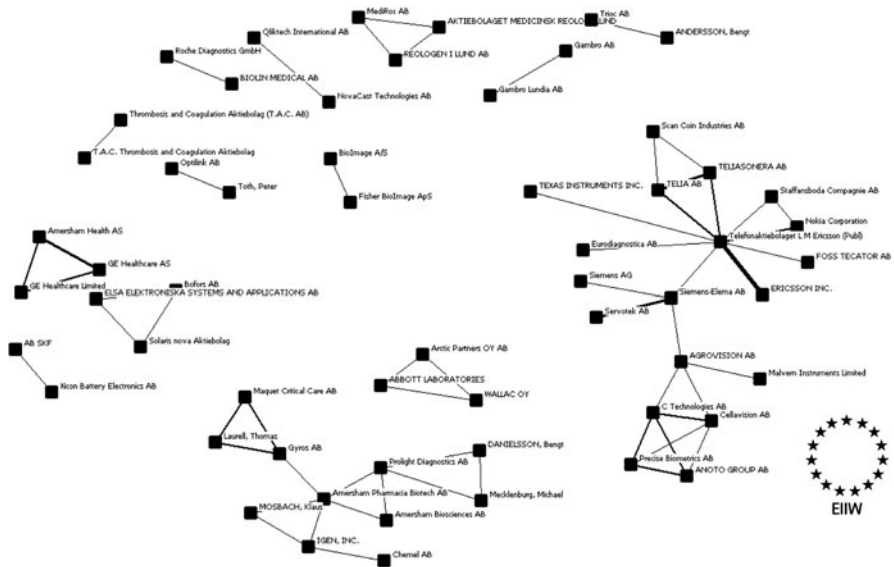 MediRox AB
Trioc AB
AKTIEBOLAGET MEDICINSK REOLOGI LUND
Qliktech International AB
ANDERSSON, Bengt
Roche Diagnostics GmbH
REOLOGEN I LUND AB
Gambro AB
BIOLIN MEDICAL AB
Gambro Lundia AB
NovaCast Technologies AB
Thrombosis and Coagulation Aktiebolag (T.A.C. AB)
Scan Coin Industries AB
T.A.C. Thrombosis and Coagulation Aktiebolag
BioImage A/S
Optilink AB
TELIASONERA AB
Toth, Peter
TEXAS INSTRUMENTS INC.
TELIA AB
Staffansboda Compagnie AB
Fisher BioImage ApS
Nokia Corporation
Amersham Health AS
Telefonaktiebolaget L M Ericsson (Publ)
Eurodiagnostica AB
FOSS TECATOR AB
GE Healthcare AS
Siemens AG
GE Healthcare Limited
Bofors AB
Siemens-Elema AB
ERICSSON INC.
ELSA ELEKTRONISKA SYSTEMS AND APPLICATIONS AB
Servotek AB
Solaris nova Aktiebolag
AB SKF
Arctic Partners OY AB
AGROVISION AB
Malvern Instruments Limited
ABBOTT LABORATORIES
Xicon Battery Electronics AB
Maquet Critical Care AB
WALLAC OY
C Technologies AB
Cellavision AB
Laurell, Thomas
Gyros AB
DANIELSSON, Bengt
Prolight Diagnostics AB
Precise Biometrics AB
ANOTO GROUP AB
Amersham Pharmacia Biotech AB
Mecklenburg, Michael
MOSBACH, Klaus
Amersham Biosciences AB
EIIW
IGEN, INC.
Chemel AB